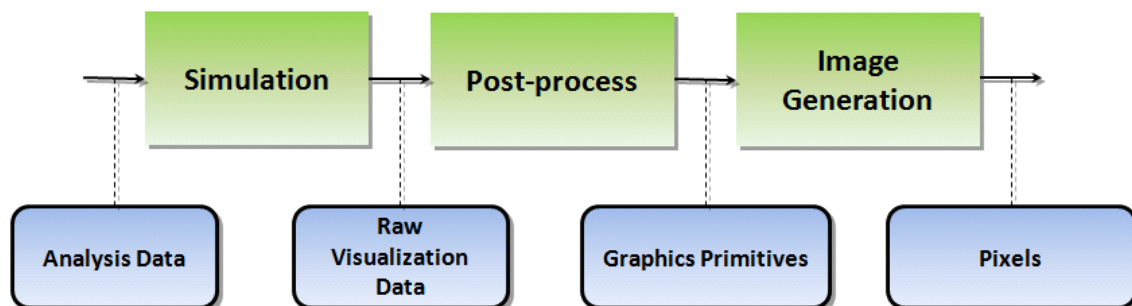 Simulation
Post-process
Image
Generation
Analysis Data
Raw
Visualization
Data
Graphics Primitives
Pixels